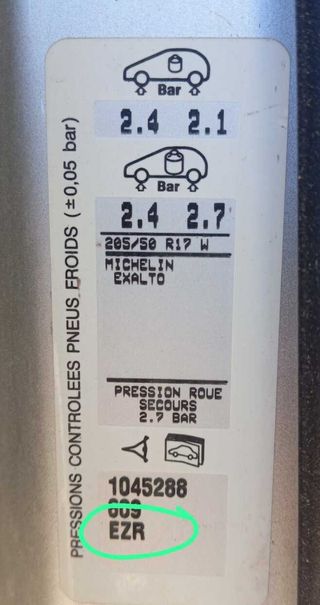 PRESSIONS CONTROLEES PNEUS FROIDS (±0,05 bar)
Bar
2.4 2.1
Bar
2.4 2.7
205/50 R17 W
MICHELIN
EXALTO
PRESSION ROUE
SECOURS
2.7 BAR
1045288
609
EZR